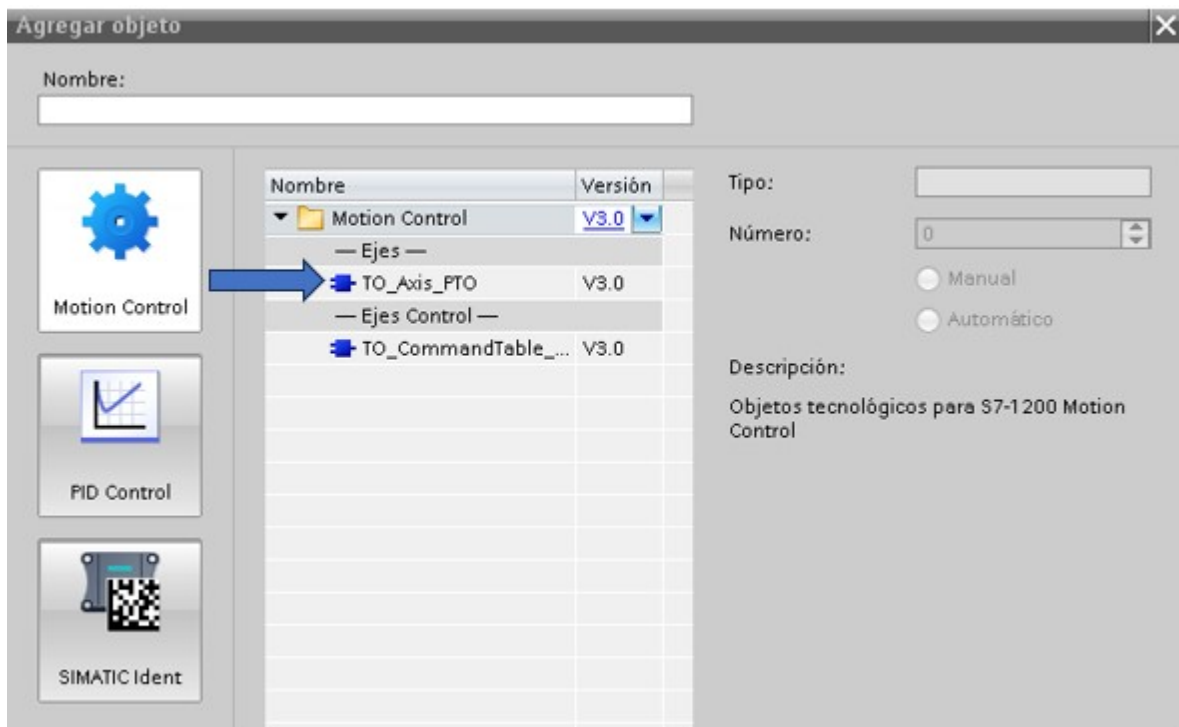 Agregar objeto
Nombre:
Motion Control
PID Control
SIMATIC Ident
Nombre Versión
Motion Control V3.0
— Ejes —
TO_Axis_PTO V3.0
— Ejes Control —
TO_CommandTable_... V3.0
Tipo:
Número: 0
Manual
Automático
Descripción:
Objetos tecnológicos para S7-1200 Motion
Control